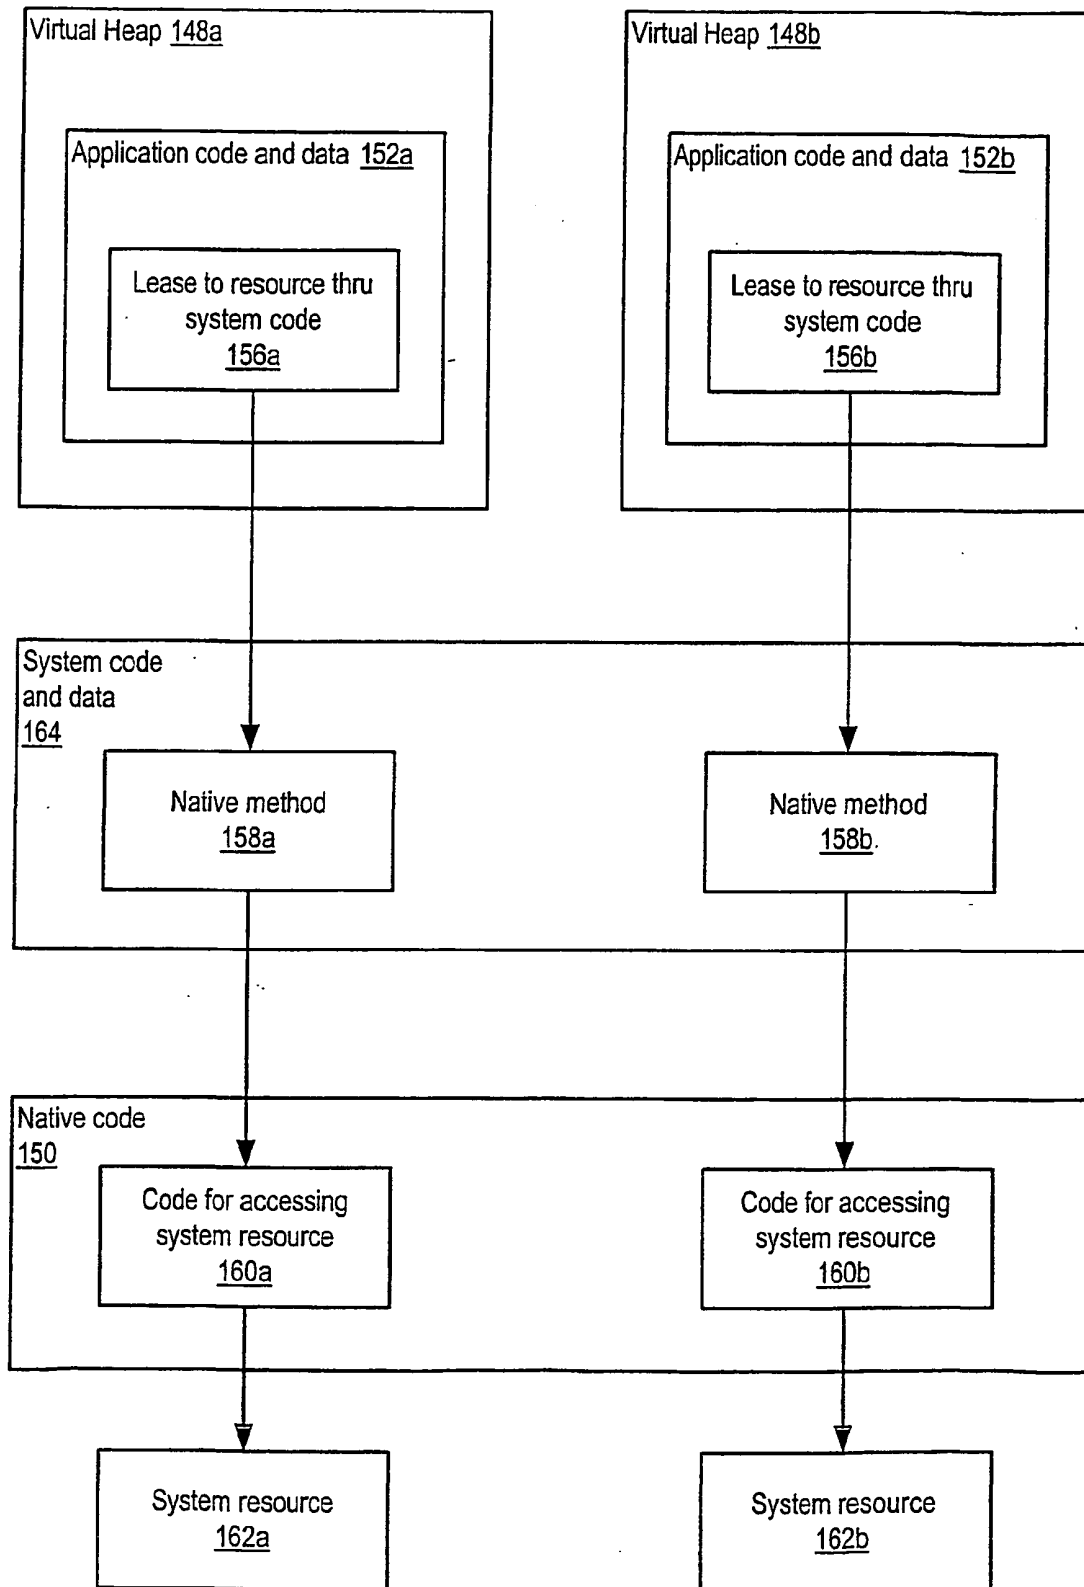 Virtual Heap 148a
Virtual Heap 148b
Application code and data 152a
Application code and data 152b
Lease to resource thru
system code
156a
Lease to resource thru
system code
156b
System code
and data
164
Native method
158a
Native method
158b
Native code
150
Code for accessing
system resource
160a
Code for accessing
system resource
160b
System resource
162a
System resource
162b